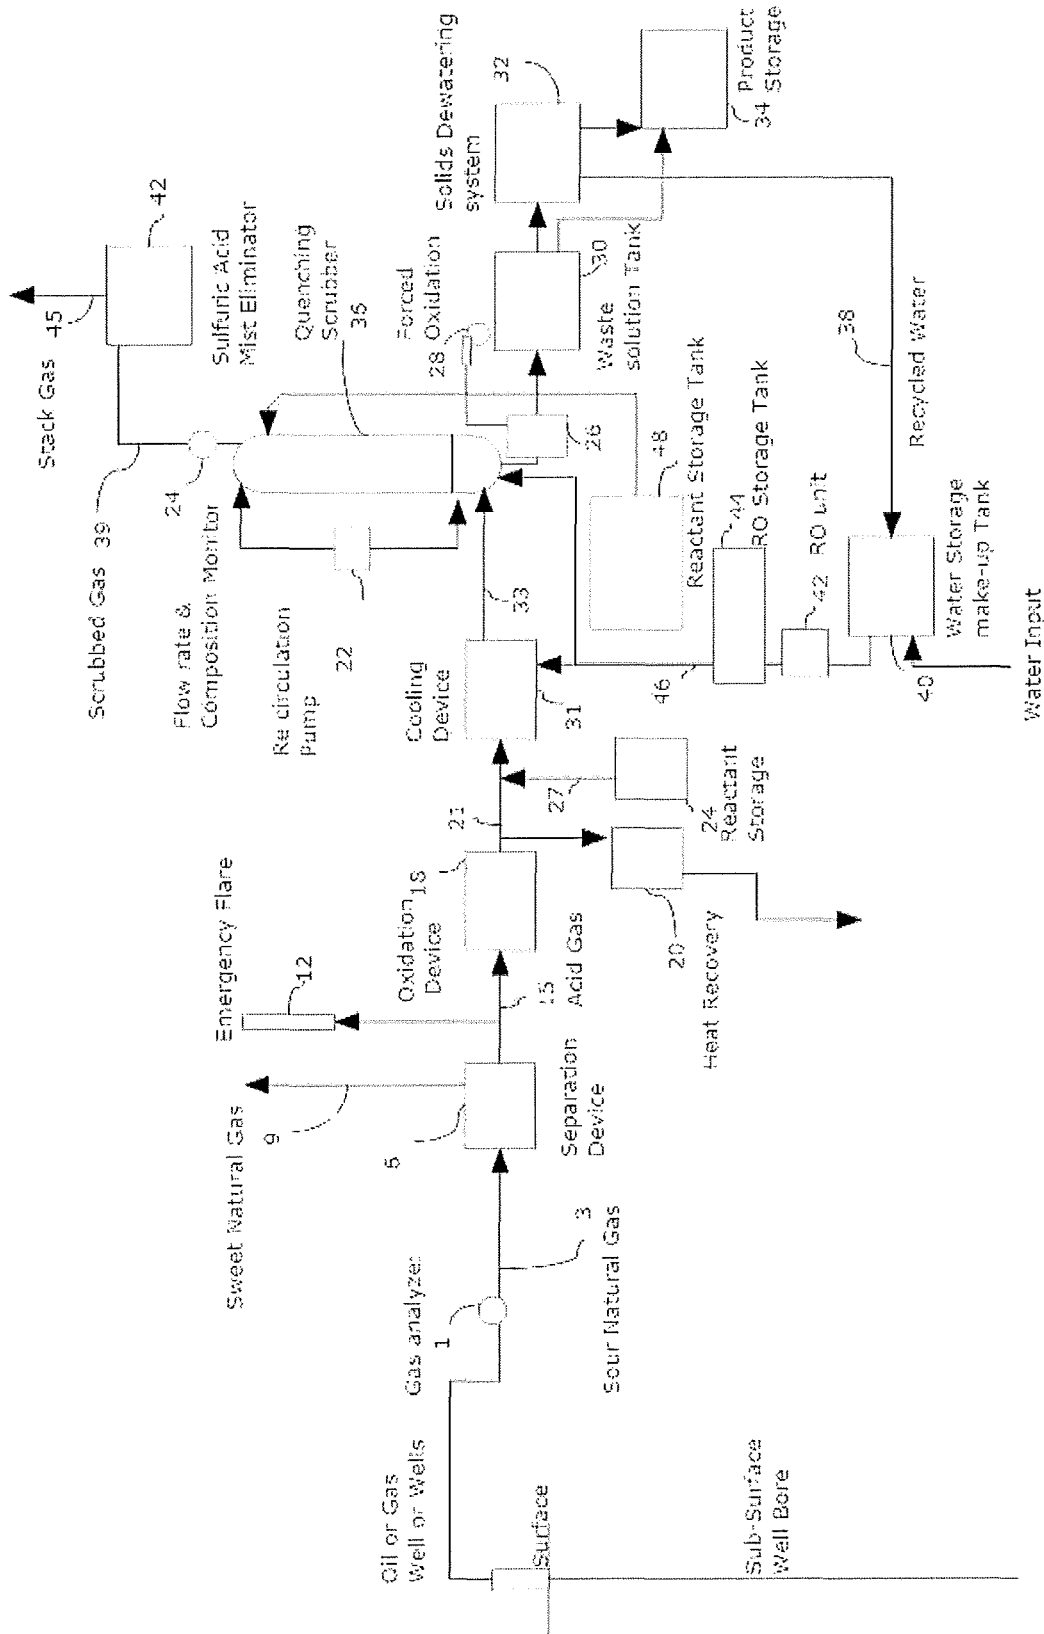 Stack Gas
45
42
Scrubbed Gas 39
24
Flow rate &
Composition Monitor
Sulfuric Acid
Mist Eliminator
Re circulation
Pump
22
Quenching
Scrubber
36
Forced
Oxidation
28
26
Solids Dewatering
system
32
Product
Storage
34
30
Waste
solution Tank
Reactant Storage Tank
48
44
RO Storage Tank
42 RO unit
38
Recycled Water
Water Storage
make-up Tank
40
Water Input
46
Cooling
Device
31
33
27
24
Reactant
Storage
21
20
Heat Recovery
Emergency Flare
12
Oxidation
Device
18
15
Acid Gas
Sweet Natural Gas
9
6
Separation
Device
Gas analyze:
1
3
Sour Natural Gas
Oil or Gas
Well or Wells
Surface
Sub-Surface
Well Bore